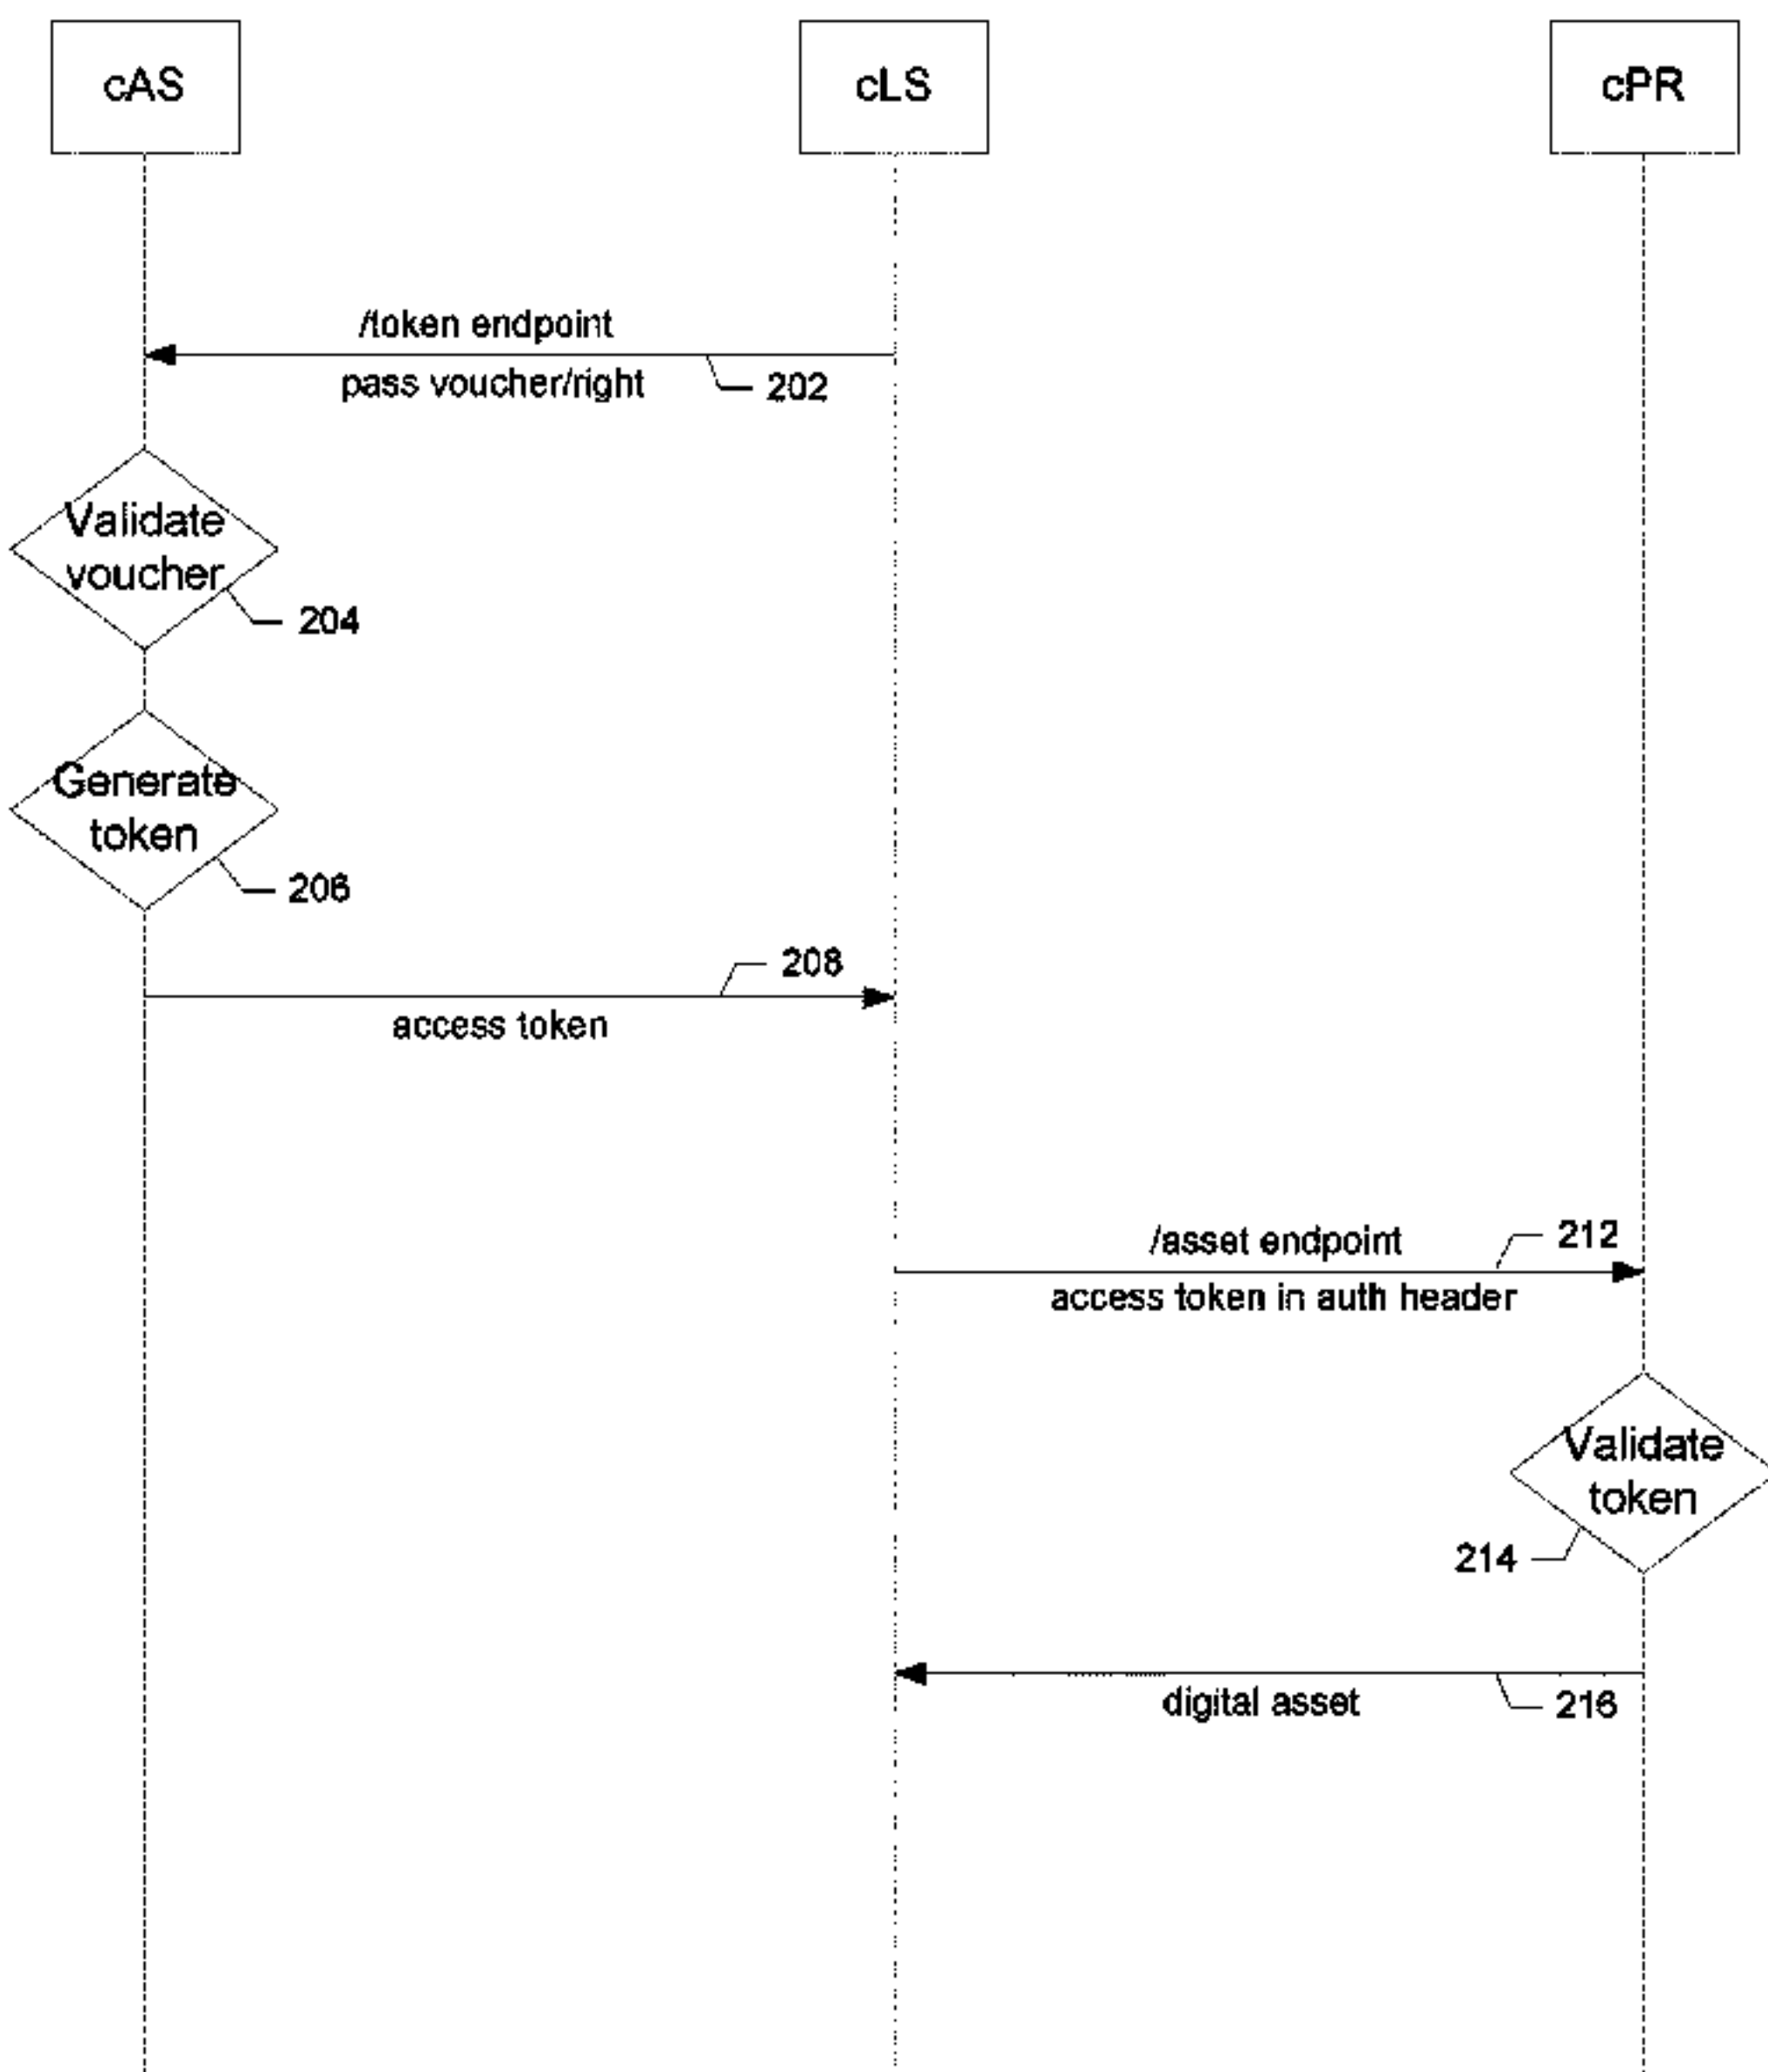 cAS
cLS
cPR
/token endpoint
pass voucher/right
202
Validate
voucher
204
Generate
token
206
208
access token
/asset endpoint
212
access token in auth header
Validate
token
214
digital asset
216